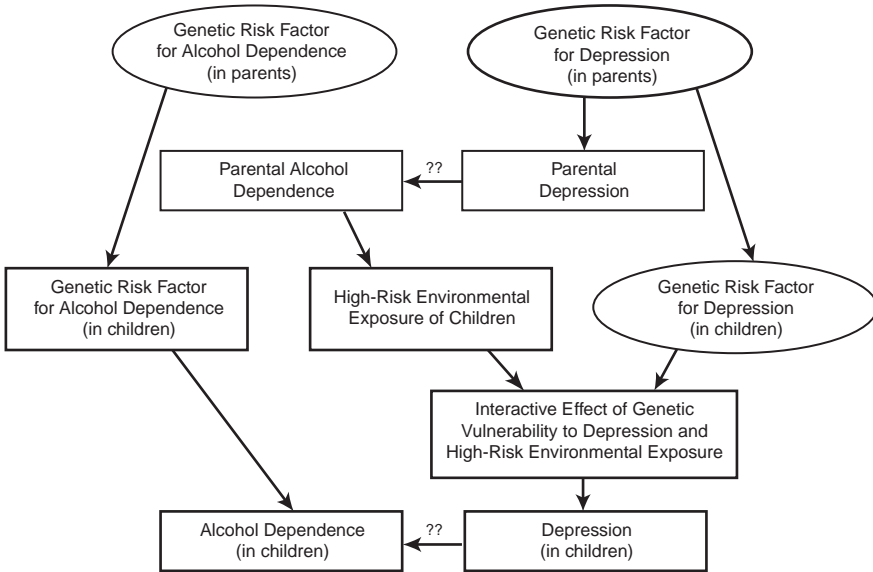 Genetic Risk Factor
for Alcohol Dependence
(in parents)
Genetic Risk Factor
for Depression
(in parents)
Parental Alcohol
Dependence
??
Parental
Depression
Genetic Risk Factor
for Alcohol Dependence
(in children)
High-Risk Environmental
Exposure of Children
Genetic Risk Factor
for Depression
(in children)
Interactive Effect of Genetic
Vulnerability to Depression and
High-Risk Environmental Exposure
Alcohol Dependence
(in children)
??
Depression
(in children)